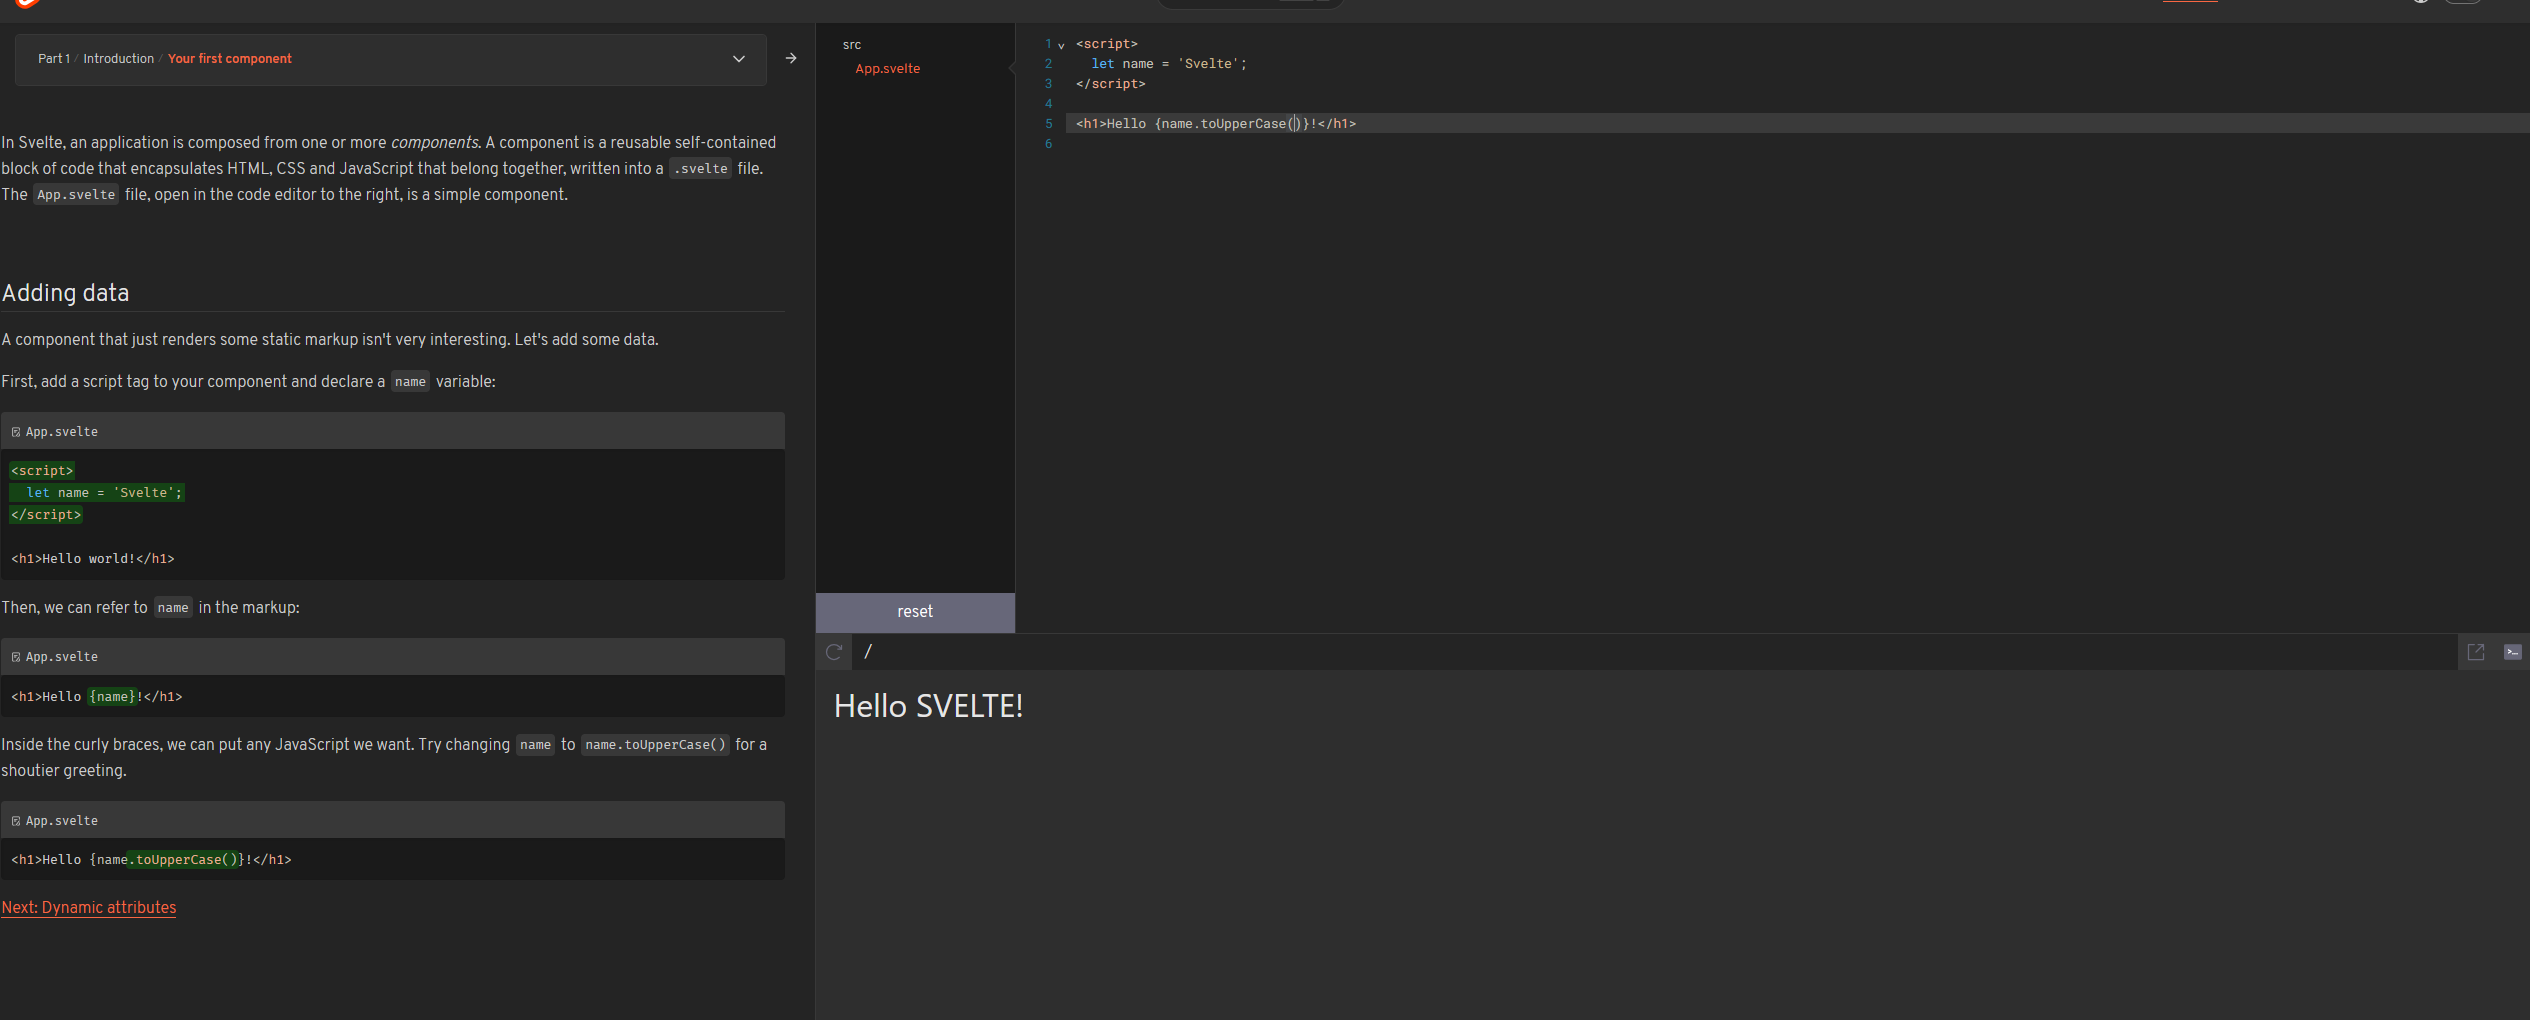 Part 1 / Introduction / Your first component
In Svelte, an application is composed from one or more components. A component is a reusable self-contained
block of code that encapsulates HTML, CSS and JavaScript that belong together, written into a .svelte file.
The App.svelte file, open in the code editor to the right, is a simple component.
Adding data
A component that just renders some static markup isn't very interesting. Let's add some data.
First, add a script tag to your component and declare a name variable:
App.svelte
<script>
  let name = 'Svelte';
</script>

<h1>Hello world!</h1>
Then, we can refer to name in the markup:
App.svelte
<h1>Hello {name}!</h1>
Inside the curly braces, we can put any JavaScript we want. Try changing name to name.toUpperCase() for a
shoutier greeting.
App.svelte
<h1>Hello {name.toUpperCase()}!</h1>
Next: Dynamic attributes
src
App.svelte
reset
1 <script>
2   let name = 'Svelte';
3 </script>
4
5 <h1>Hello {name.toUpperCase()}!</h1>
6
/
Hello SVELTE!